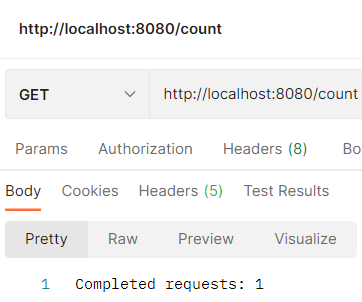 http://localhost:8080/count
GET http://localhost:8080/count
Params Authorization Headers (8) Bo
Body Cookies Headers (5) Test Results
Pretty Raw Preview Visualize
1 Completed requests: 1